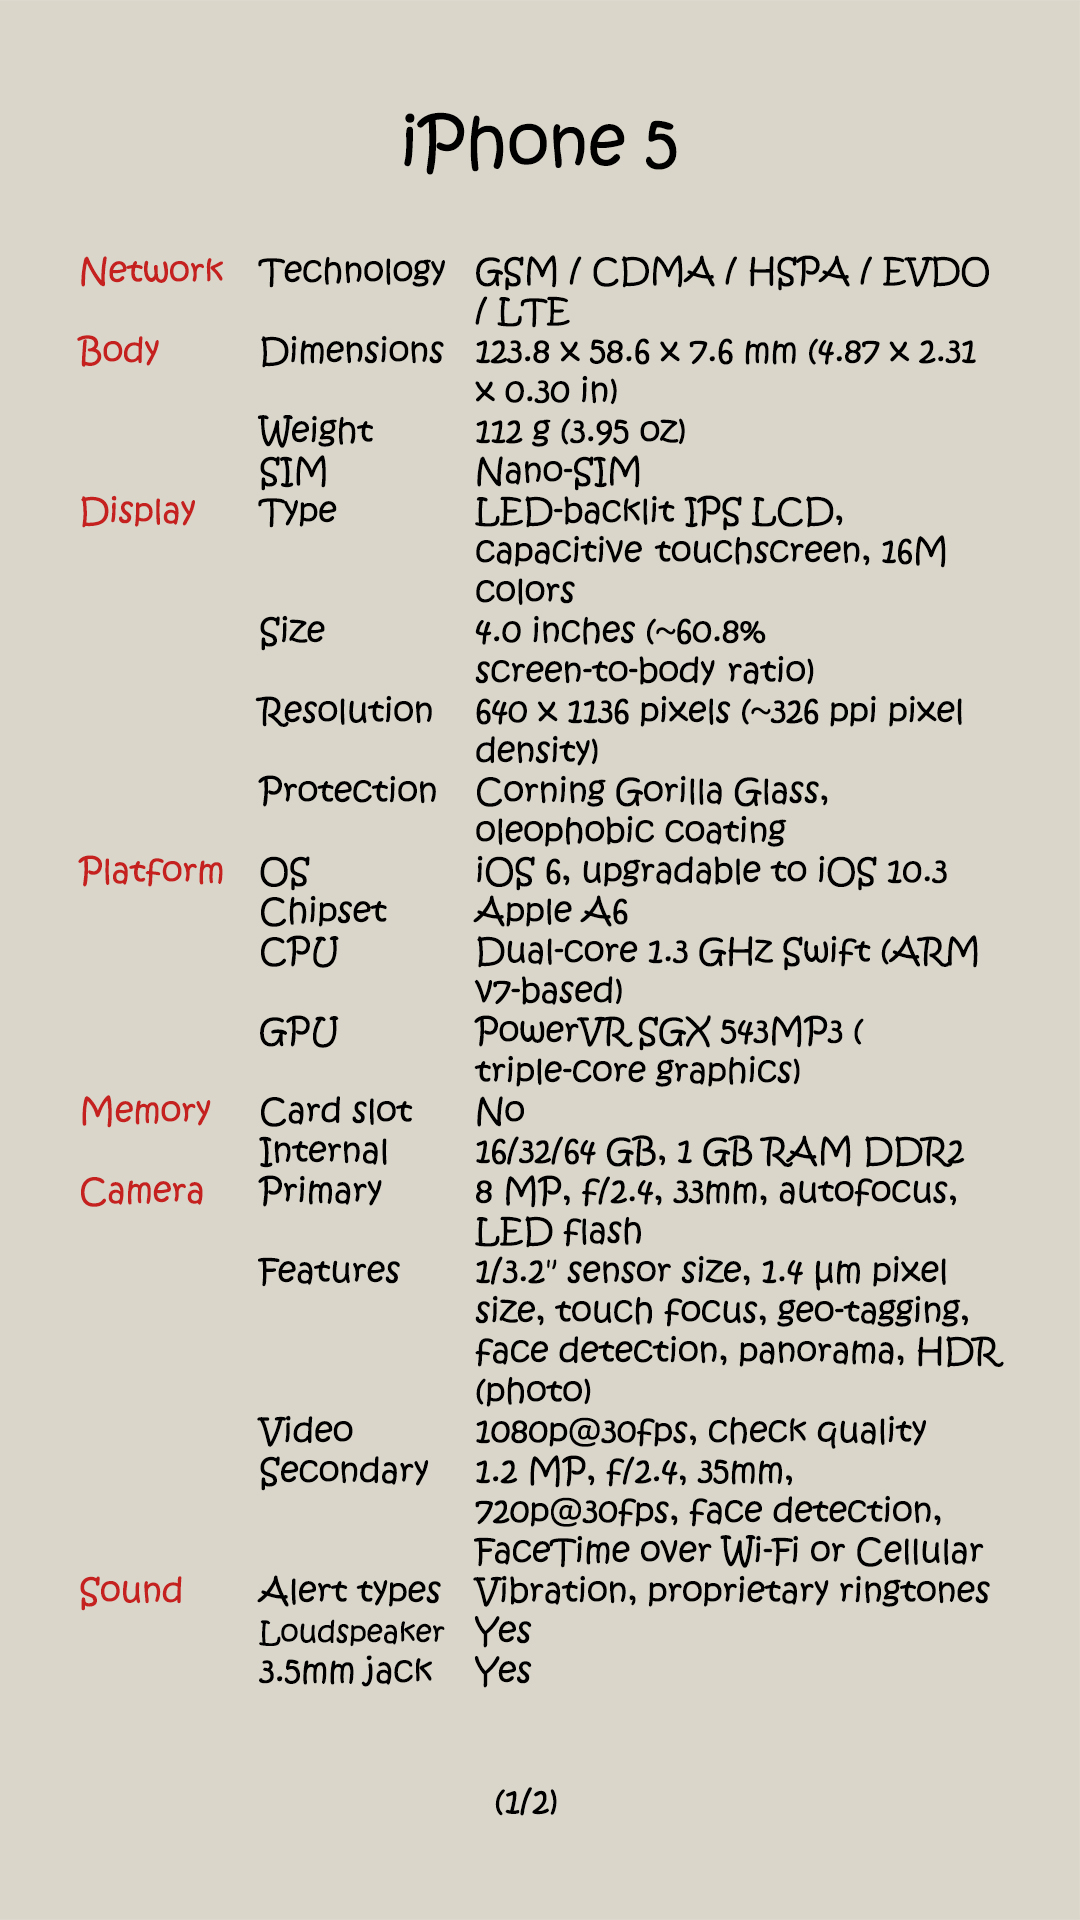 iPhone 5
Network Technology GSM / CDMA / HSPA / EVDO
/ LTE
Body Dimensions 123.8 x 58.6 x 7.6 mm (4.87 x 2.31
x 0.30 in)
Weight 112 g (3.95 oz)
SIM Nano-SIM
Display Type LED-backlit IPS LCD,
capacitive touchscreen, 16M
colors
Size 4.0 inches (~60.8%
screen-to-body ratio)
Resolution 640 x 1136 pixels (~326 ppi pixel
density)
Protection Corning Gorilla Glass,
oleophobic coating
Platform OS iOS 6, upgradable to iOS 10.3
Chipset Apple A6
CPU Dual-core 1.3 GHz Swift (ARM
v7-based)
GPU PowerVR SGX 543MP3 (
triple-core graphics)
Memory Card slot No
Internal 16/32/64 GB, 1 GB RAM DDR2
Camera Primary 8 MP, f/2.4, 33mm, autofocus,
LED flash
Features 1/3.2" sensor size, 1.4 µm pixel
size, touch focus, geo-tagging,
face detection, panorama, HDR
(photo)
Video 1080p@30fps, check quality
Secondary 1.2 MP, f/2.4, 35mm,
720p@30fps, face detection,
FaceTime over Wi-Fi or Cellular
Sound Alert types Vibration, proprietary ringtones
Loudspeaker Yes
3.5mm jack Yes
(1/2)